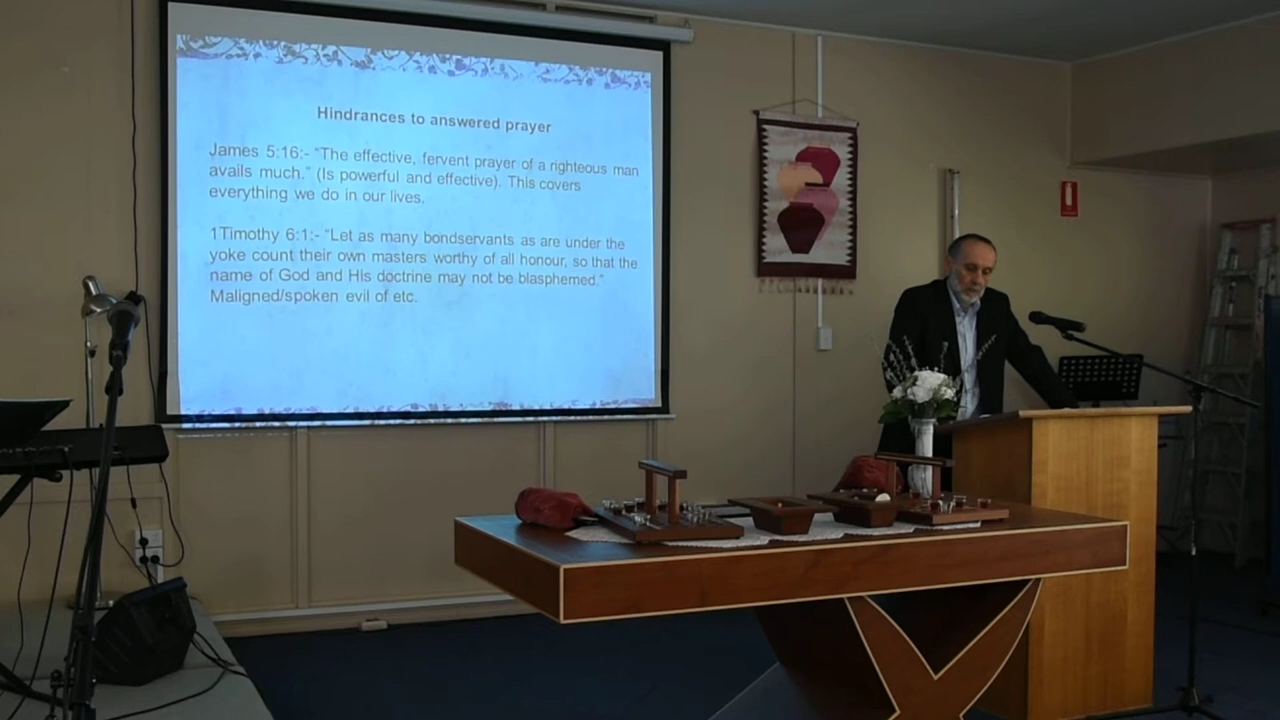 Hindrances to answered prayer
James 5:16:- “The effective, fervent prayer of a righteous man
avails much.” (Is powerful and effective). This covers
everything we do in our lives.
1Timothy 6:1:- “Let as many bondservants as are under the
yoke count their own masters worthy of all honour, so that the
name of God and His doctrine may not be blasphemed.”
Maligned/spoken evil of etc.